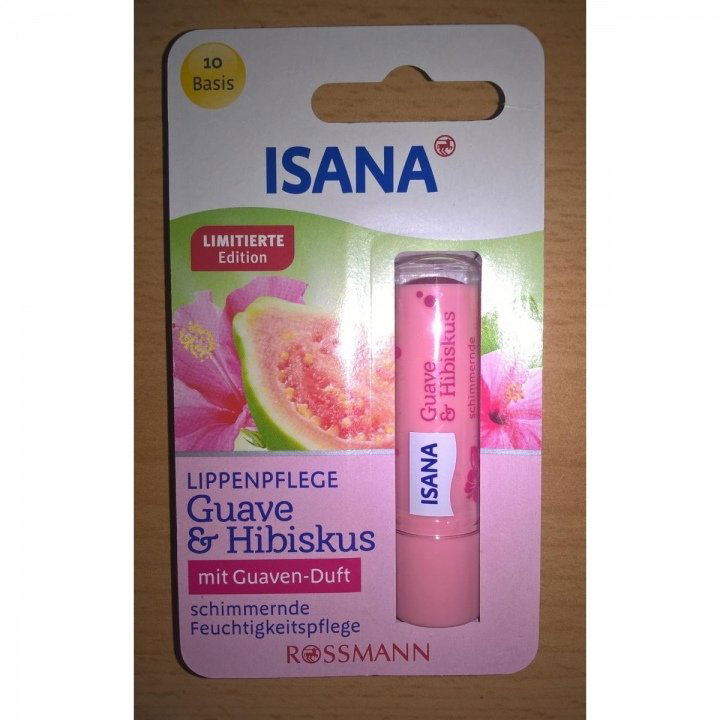 10
Basis
ISANA
LIMITIERTE
Edition
LIPPENPFLEGE
Guave
& Hibiskus
mit Guaven-Duft
schimmernde
Feuchtigkeitspflege
ROSSMANN
ISANA
Guave
& Hibiskus
schimmernde